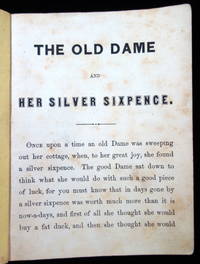 THE OLD DAME
AND
HER SILVER SIXPENCE.
ONCE upon a time an old Dame was sweeping
out her cottage, when, to her great joy, she found
a silver sixpence. The good Dame sat down to
think what she would do with such a good piece
of luck, for you must know that in days gone by
a silver sixpence was worth much more than it is
now-a-days, and first of all she thought she would
buy a fat duck, and then she thought she would